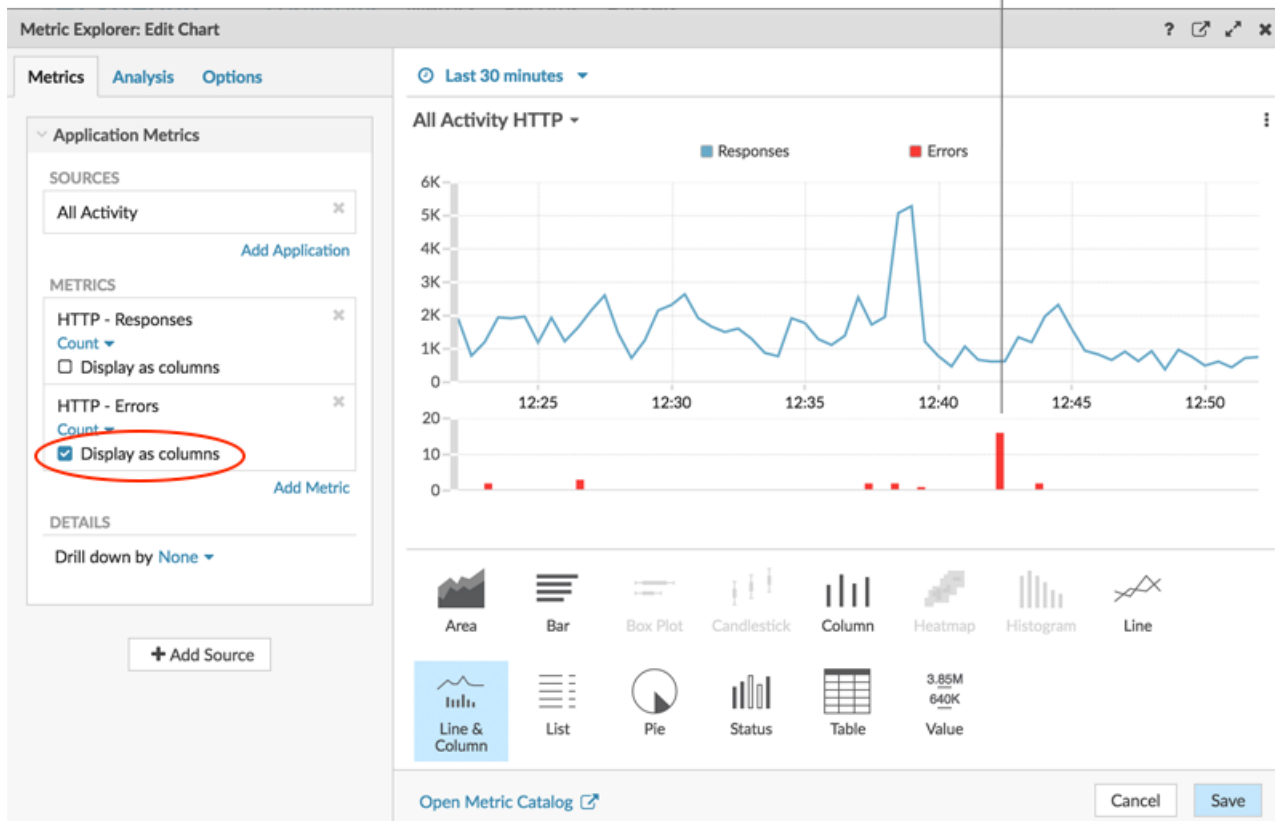 Metric Explorer: Edit Chart
?
Metrics Analysis Options
Last 30 minutes
Application Metrics
SOURCES
All Activity
Add Application
METRICS
HTTP - Responses
Count
Display as columns
HTTP - Errors
Count
Display as columns
Add Metric
DETAILS
Drill down by None
+ Add Source
All Activity HTTP
Responses Errors
6K
5K
4K
3K
2K
1K
0
12:25 12:30 12:35 12:40 12:45 12:50
20
10
0
Area Bar Box Plot Candlestick Column Heatmap Histogram Line
3.85M
640K
Line & Column List Pie Status Table Value
Open Metric Catalog
Cancel Save